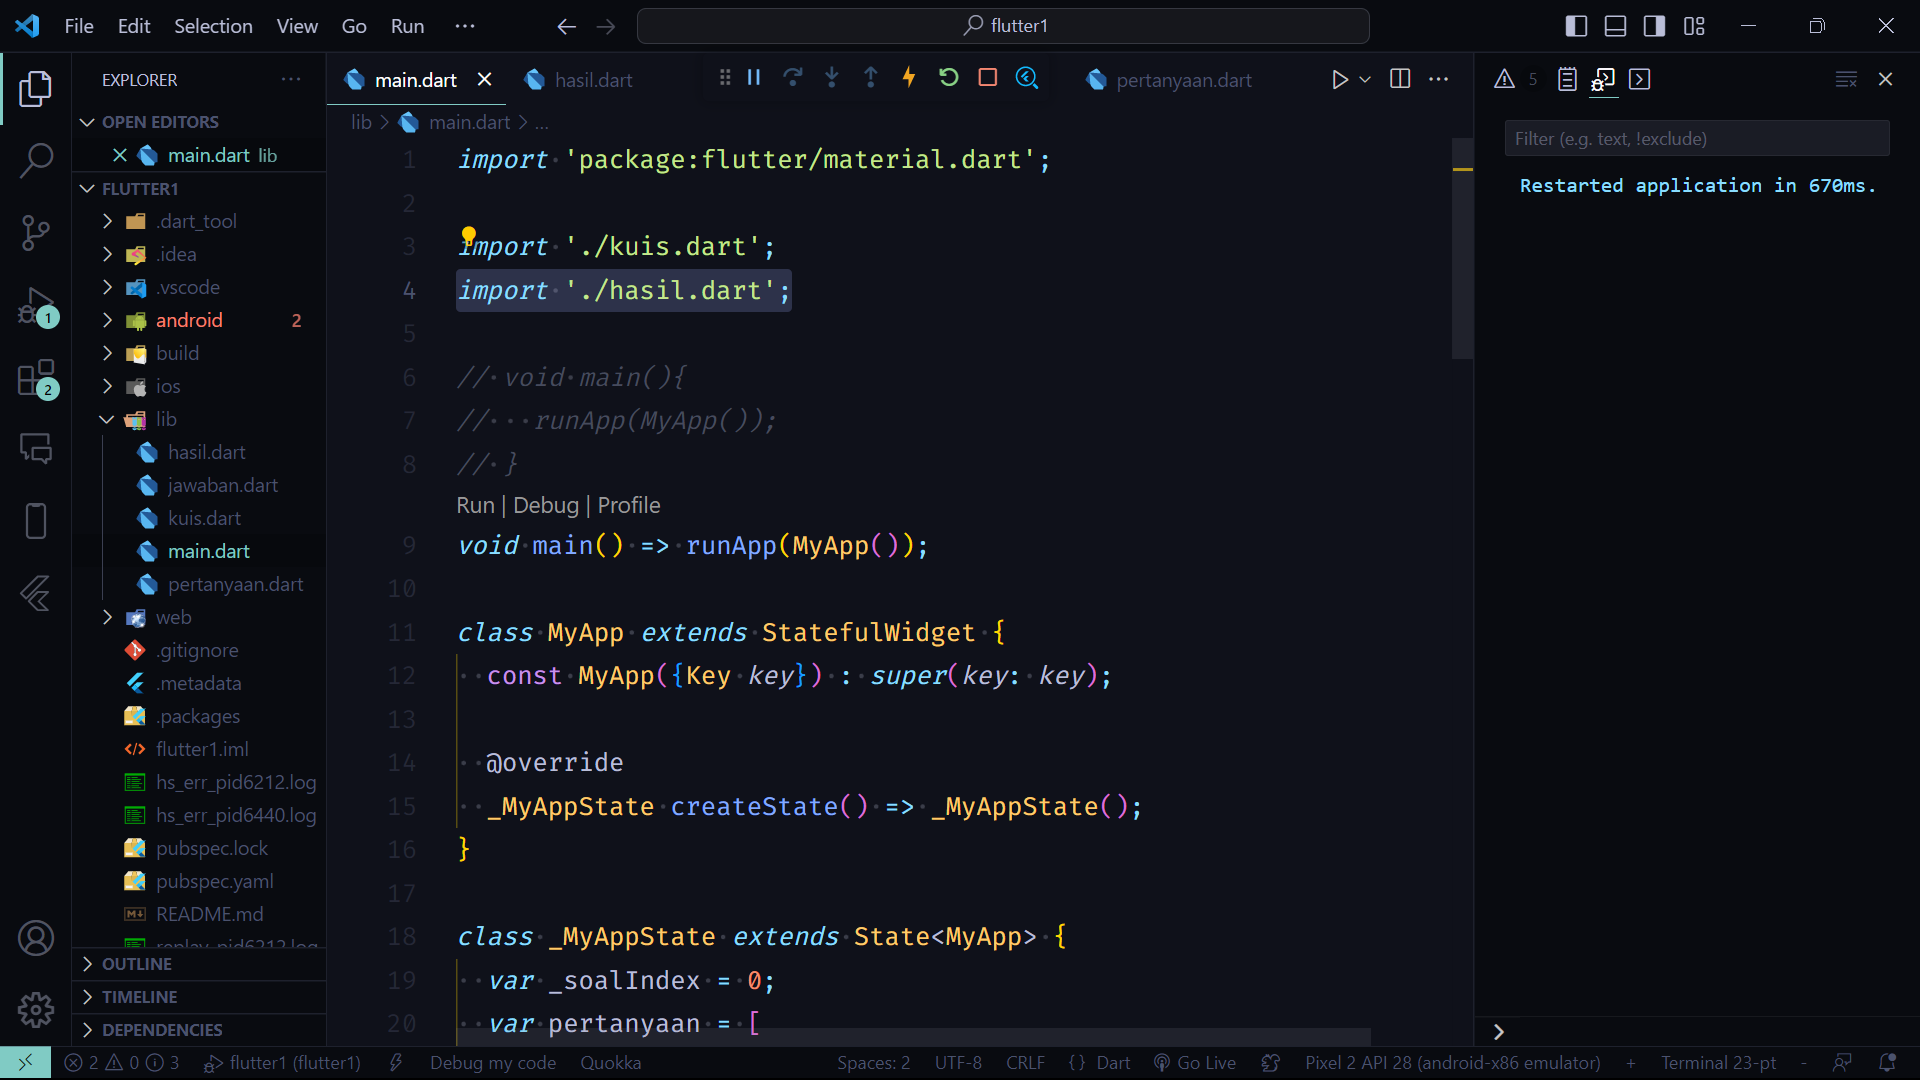 File Edit Selection View Go Run ··· flutter1
EXPLORER ···
OPEN EDITORS
main.dart lib
FLUTTER1
.dart_tool
.idea
.vscode
android 2
build
ios
lib
hasil.dart
jawaban.dart
kuis.dart
main.dart
pertanyaan.dart
web
.gitignore
.metadata
.packages
flutter1.iml
hs_err_pid6212.log
hs_err_pid6440.log
pubspec.lock
pubspec.yaml
README.md
replay_pid6212.log
OUTLINE
TIMELINE
DEPENDENCIES
1
2
main.dart hasil.dart pertanyaan.dart
lib > main.dart > ...
1 import 'package:flutter/material.dart';
2
3 import './kuis.dart';
4 import './hasil.dart';
5
6 // void main(){
7 //   runApp(MyApp());
8 // }
Run | Debug | Profile
9 void main() => runApp(MyApp());
10
11 class MyApp extends StatefulWidget {
12   const MyApp({Key key}) : super(key: key);
13
14   @override
15   _MyAppState createState() => _MyAppState();
16 }
17
18 class _MyAppState extends State<MyApp> {
19   var _soalIndex = 0;
20   var pertanyaan = [
5
Filter (e.g. text, !exclude)
Restarted application in 670ms.
2 0 3 flutter1 (flutter1) Debug my code Quokka Spaces: 2 UTF-8 CRLF {} Dart Go Live Pixel 2 API 28 (android-x86 emulator) + Terminal 23-pt -